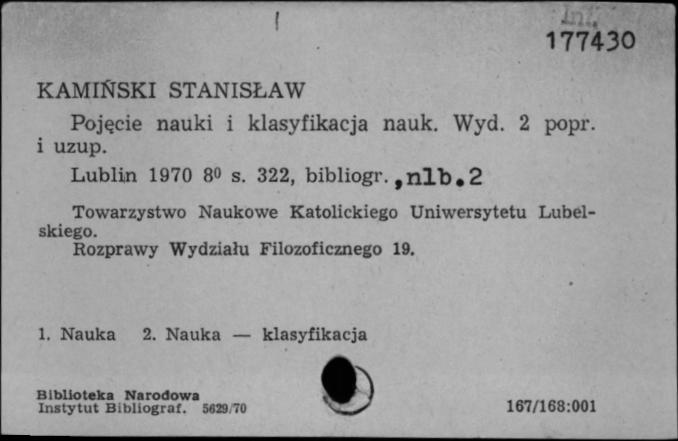 Int.
177430
KAMIŃSKI STANISŁAW
Pojęcie nauki i klasyfikacja nauk. Wyd. 2 popr.
i uzup.
Lublin 1970 8⁰ s. 322, bibliogr.,nlb.2
Towarzystwo Naukowe Katolickiego Uniwersytetu Lubel-
skiego.
Rozprawy Wydziału Filozoficznego 19.
1. Nauka 2. Nauka — klasyfikacja
Biblioteka Narodowa
Instytut Bibliograf. 5629/70
167/168:001